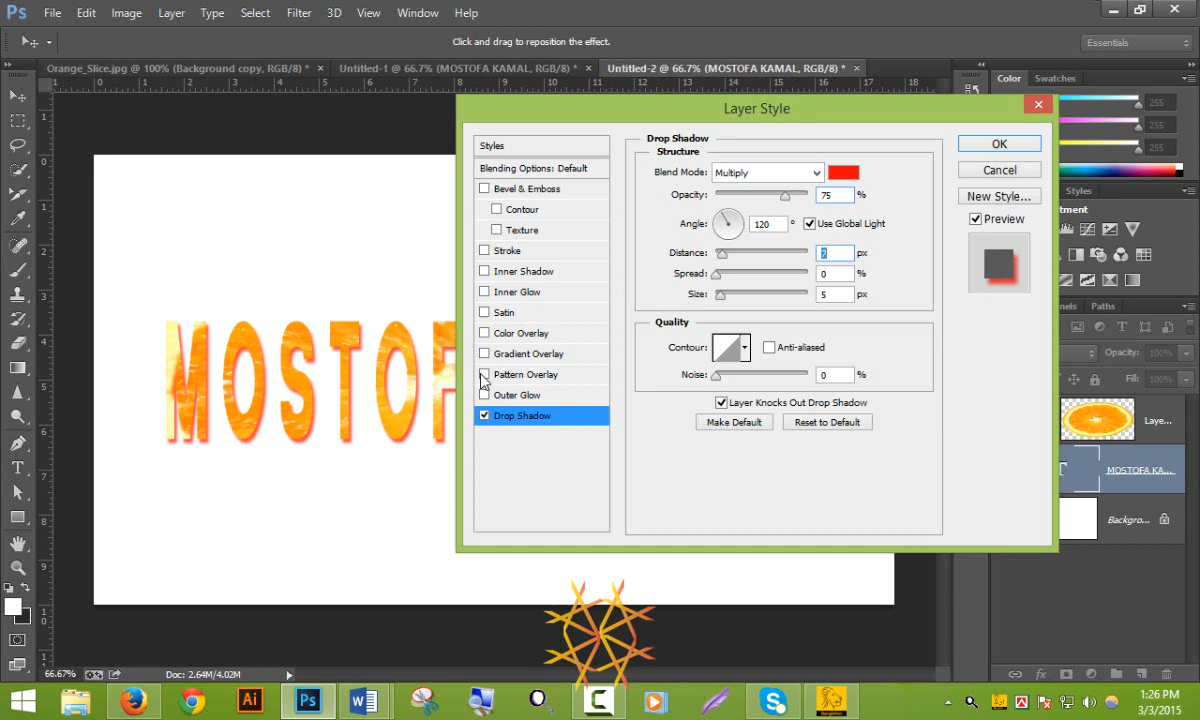 Ps File Edit Image Layer Type Select Filter 3D View Window Help
Click and drag to reposition the effect.
Essentials
Orange_Slice.jpg @ 100% (Background copy, RGB/8) * × Untitled-1 @ 66.7% (MOSTOFA KAMAL, RGB/8) * × Untitled-2 @ 66.7% (MOSTOFA KAMAL, RGB/8) * ×
Color Swatches
255
255
255
Styles
Paths
Opacity: 100%
Fill: 100%
Laye...
MOSTOFA KA...
Backgro...
Layer Style
Styles
Blending Options: Default
Bevel & Emboss
Contour
Texture
Stroke
Inner Shadow
Inner Glow
Satin
Color Overlay
Gradient Overlay
Pattern Overlay
Outer Glow
Drop Shadow
Drop Shadow
Structure
Blend Mode: Multiply
Opacity: 75 %
Angle: 120 ° Use Global Light
Distance: 7 px
Spread: 0 %
Size: 5 px
Quality
Contour: Anti-aliased
Noise: 0 %
Layer Knocks Out Drop Shadow
Make Default Reset to Default
OK
Cancel
New Style...
Preview
MOSTOF
66.67% Doc: 2.64M/4.02M
Ai Ps W C S
1:26 PM
3/3/2015